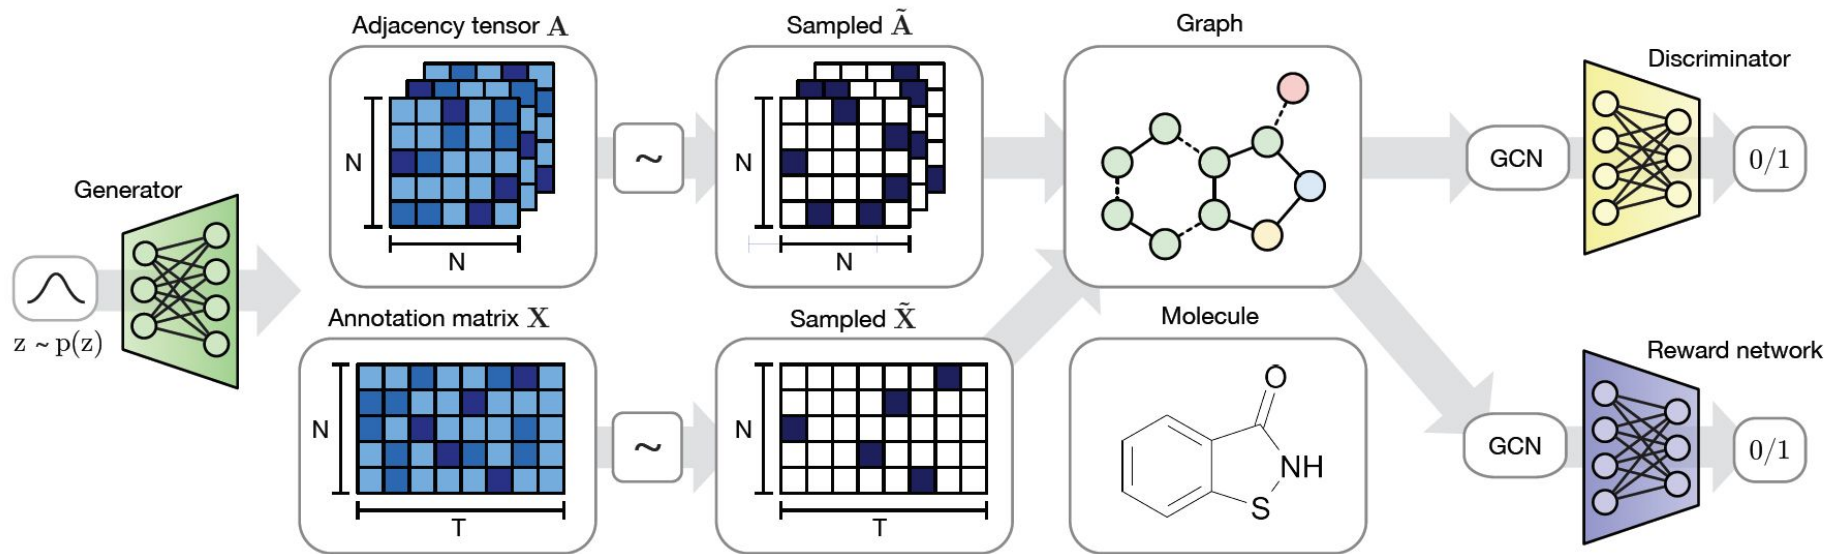 Generator
z ~ p(z)
Adjacency tensor A
N
N
Annotation matrix X
N
T
~
~
Sampled Ã
N
N
Sampled X̃
N
T
Graph
Molecule
O
NH
S
GCN
Discriminator
0/1
GCN
Reward network
0/1